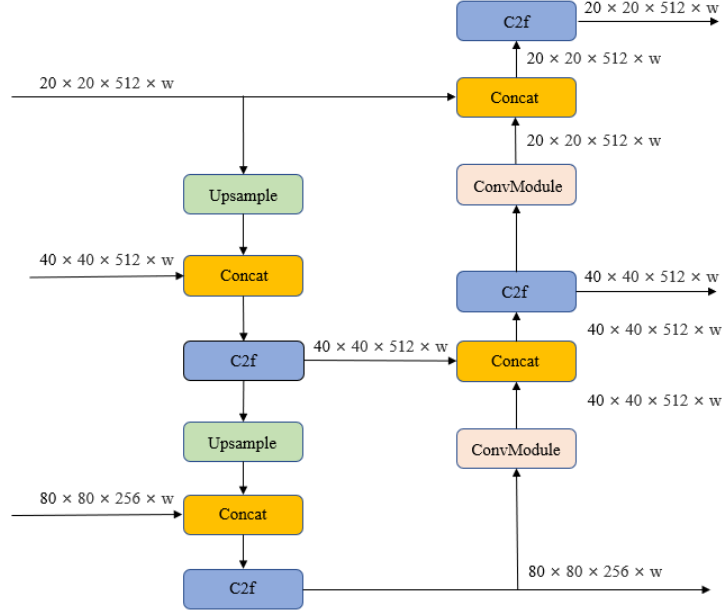 C2f
20 × 20 × 512 × w
20 × 20 × 512 × w
20 × 20 × 512 × w
Concat
20 × 20 × 512 × w
Upsample
ConvModule
40 × 40 × 512 × w
Concat
C2f
40 × 40 × 512 × w
40 × 40 × 512 × w
C2f
40 × 40 × 512 × w
Concat
40 × 40 × 512 × w
Upsample
ConvModule
80 × 80 × 256 × w
Concat
C2f
80 × 80 × 256 × w